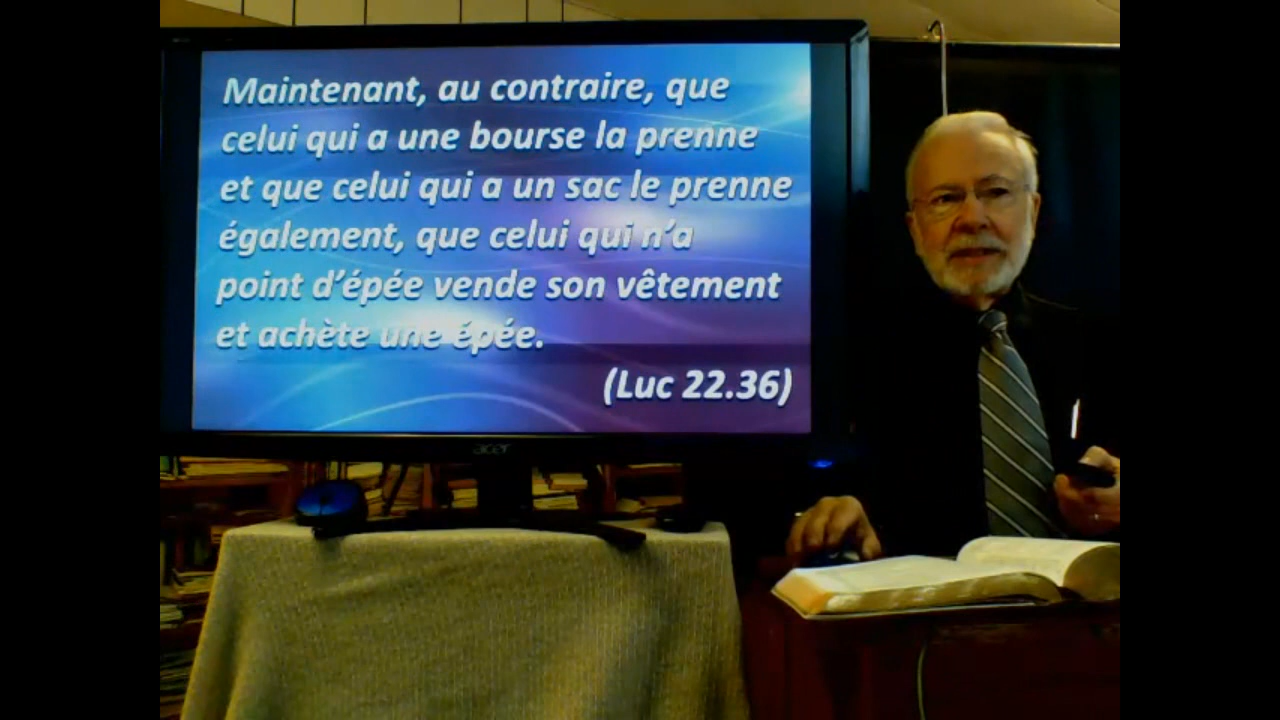 Maintenant, au contraire, que
celui qui a une bourse la prenne
et que celui qui a un sac le prenne
également, que celui qui n'a
point d'épée vende son vêtement
et achète une épée.
(Luc 22.36)
acer